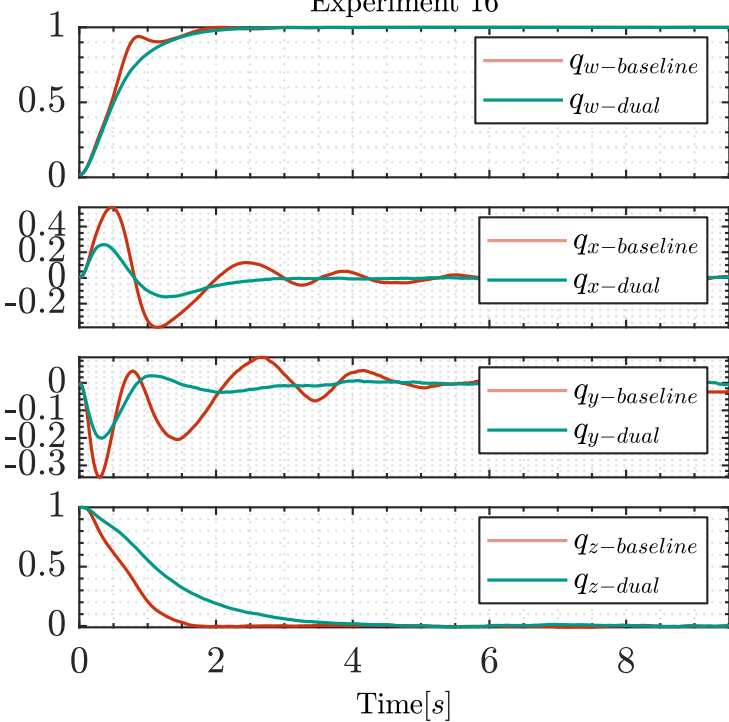 Experiment 16
1
0.5
0
q_{w-baseline}
q_{w-dual}
0.4
0.2
0
-0.2
q_{x-baseline}
q_{x-dual}
0
-0.1
-0.2
-0.3
q_{y-baseline}
q_{y-dual}
1
0.5
0
q_{z-baseline}
q_{z-dual}
0 2 4 6 8
Time[s]